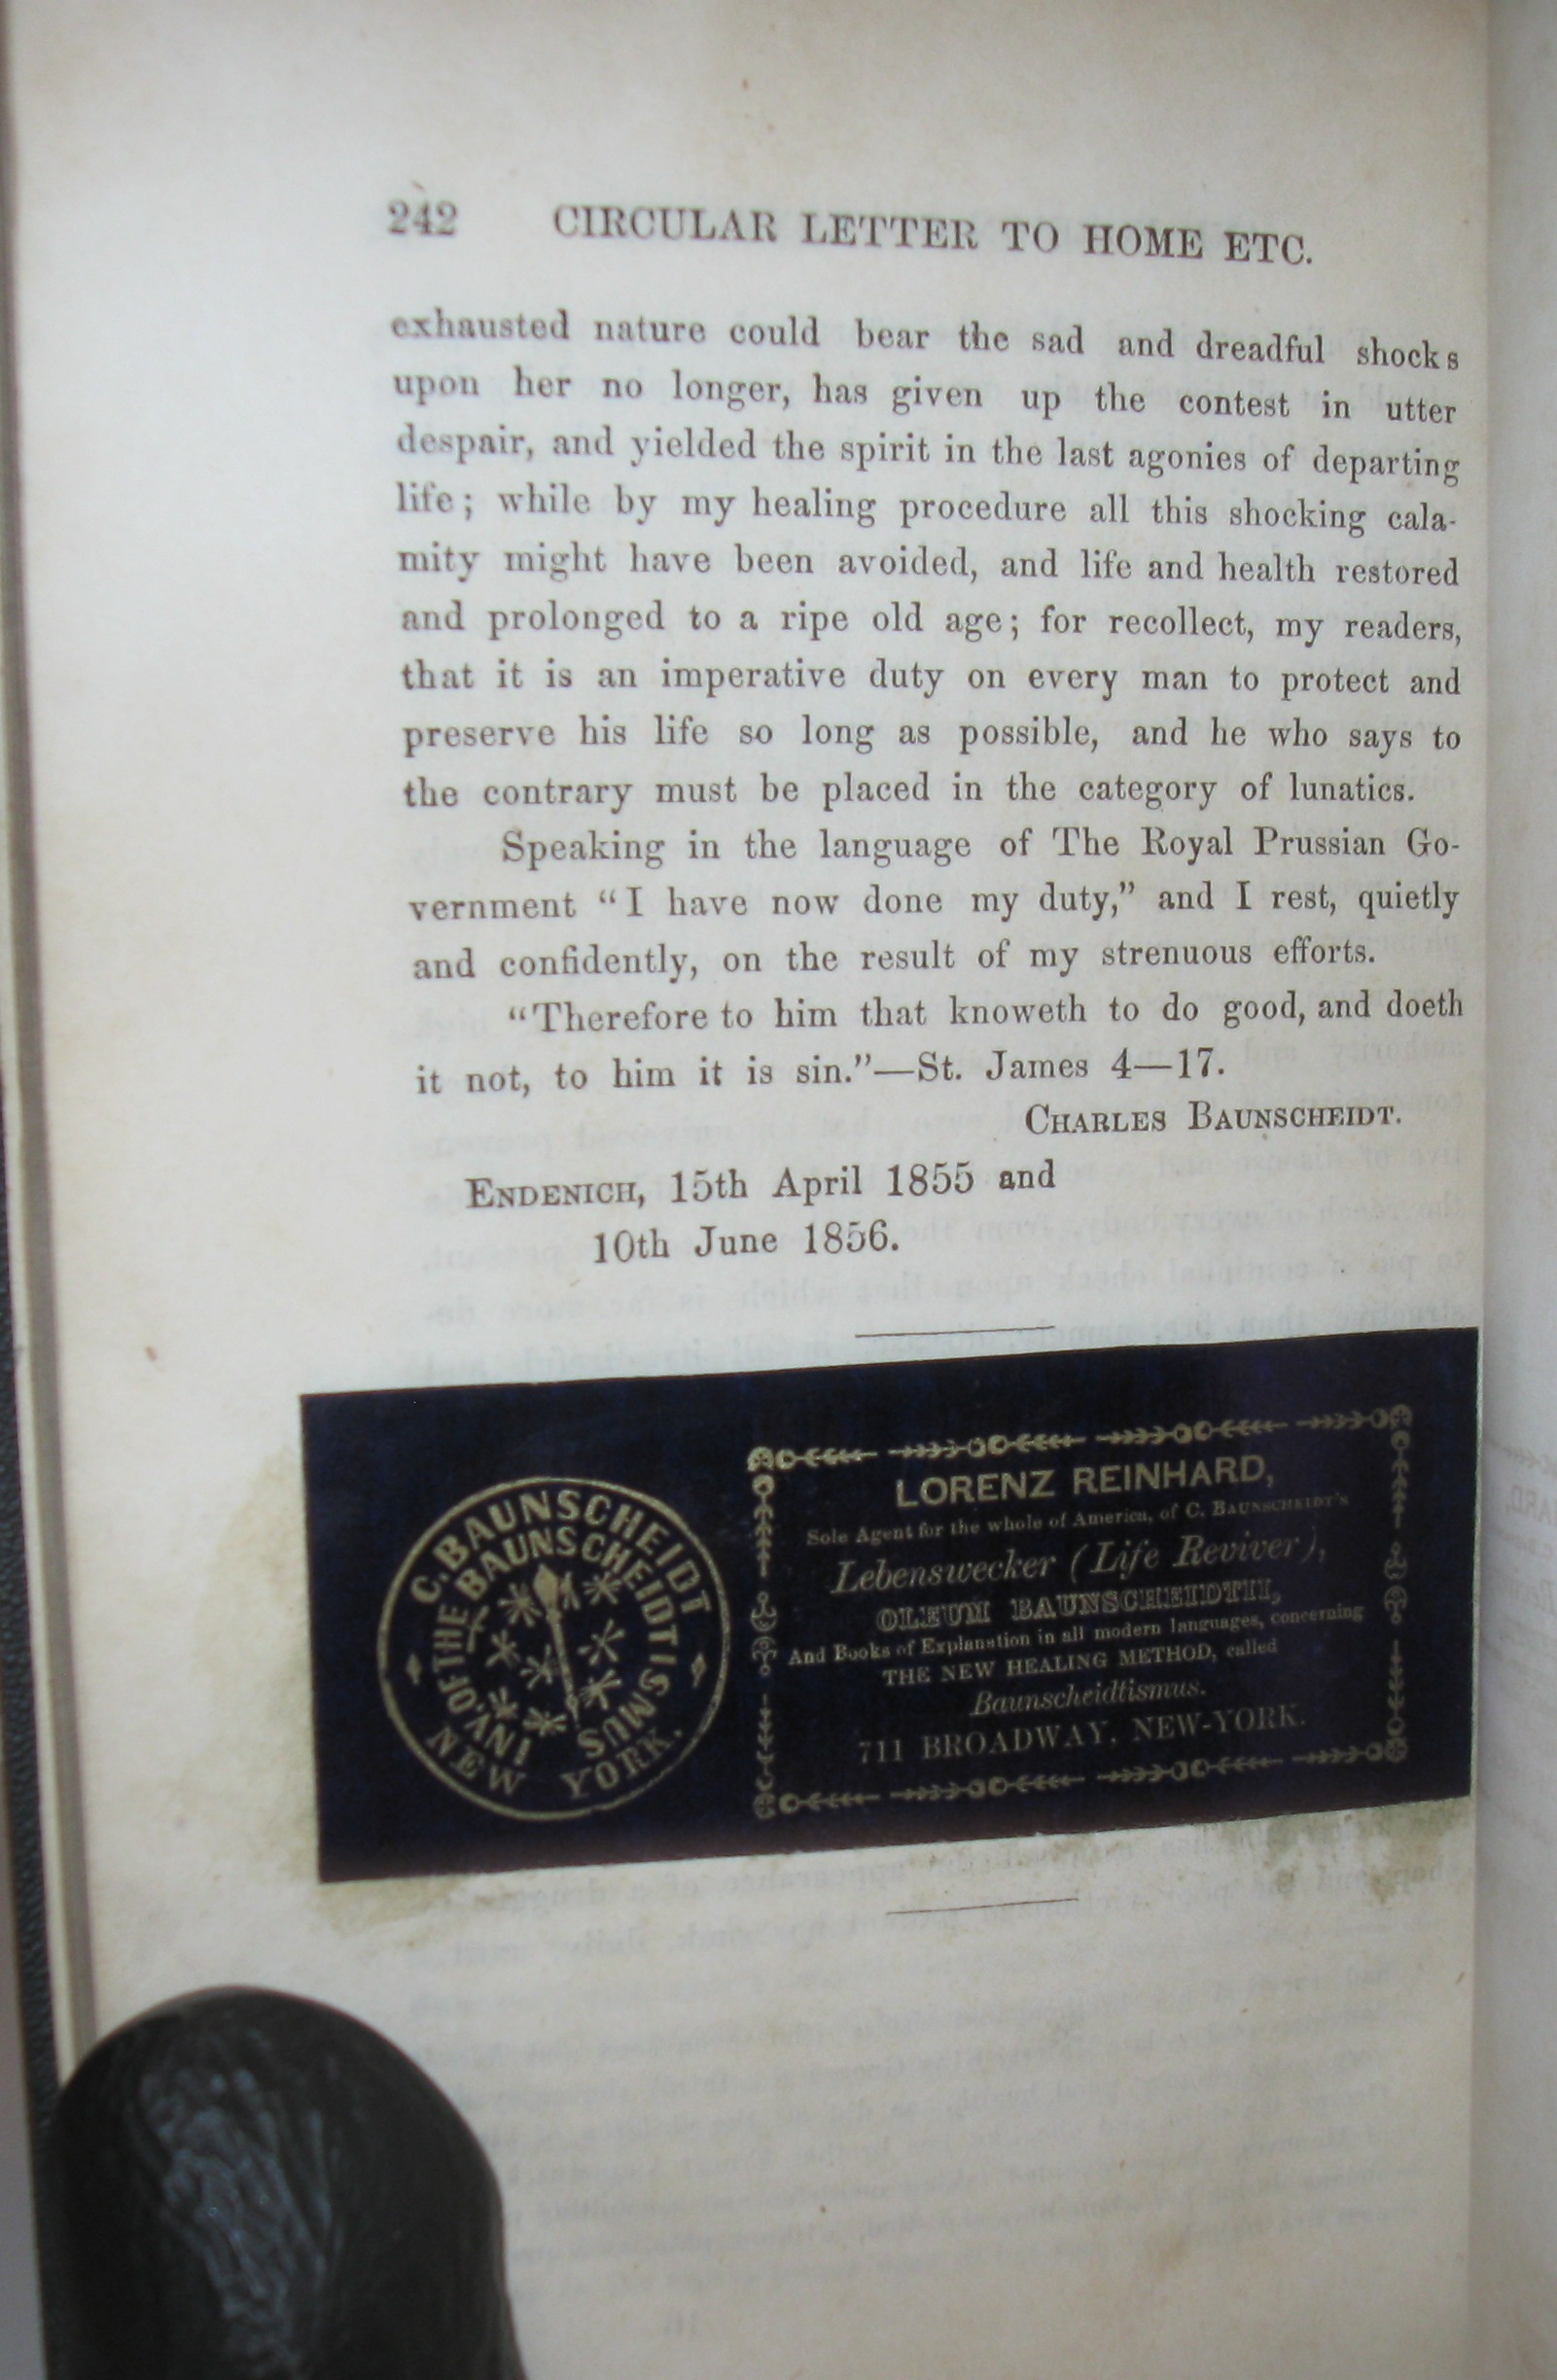 242 CIRCULAR LETTER TO HOME ETC.
exhausted nature could bear the sad and dreadful shocks
upon her no longer, has given up the contest in utter
despair, and yielded the spirit in the last agonies of departing
life; while by my healing procedure all this shocking cala-
mity might have been avoided, and life and health restored
and prolonged to a ripe old age; for recollect, my readers,
that it is an imperative duty on every man to protect and
preserve his life so long as possible, and he who says to
the contrary must be placed in the category of lunatics.
Speaking in the language of The Royal Prussian Go-
vernment “I have now done my duty,” and I rest, quietly
and confidently, on the result of my strenuous efforts.
“Therefore to him that knoweth to do good, and doeth
it not, to him it is sin.”—St. James 4—17.
CHARLES BAUNSCHEIDT.
ENDENICH, 15th April 1855 and
10th June 1856.
C. BAUNSCHEIDT
INV. OF THE BAUNSCHEIDTISMUS
NEW YORK.
LORENZ REINHARD,
Sole Agent for the whole of America, of C. BAUNSCHEIDT'S
Lebenswecker (Life Reviver),
OLEUM BAUNSCHEIDTII,
And Books of Explanation in all modern languages, concerning
THE NEW HEALING METHOD, called
Baunscheidtismus.
711 BROADWAY, NEW-YORK.